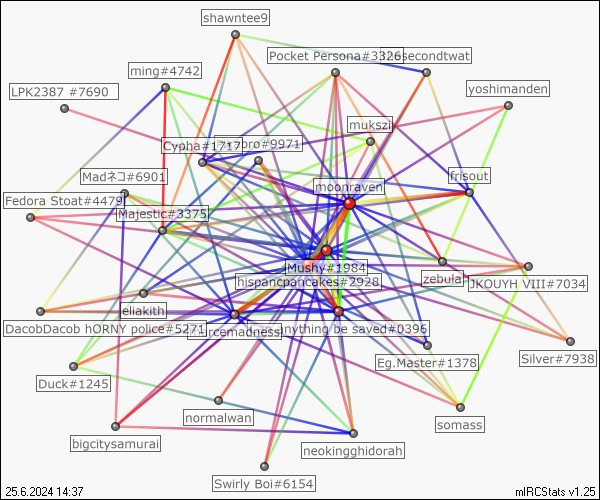 shawntee9
Pocket Persona#3326
secondtwat
ming#4742
LPK2387 #7690
yoshimanden
mukszi
Cypha#1717
bro#9971
Madネコ#6901
moonraven
frisout
Fedora Stoat#4479
Majestic#3375
Mushy#1984
zebula
hispancpancakes#2928
JKOUYH VIII#7034
eliakith
DacobDacob hORNY police#5271
rcemadness
anything be saved#0396
Eg.Master#1378
Silver#7938
Duck#1245
normalwan
somass
bigcitysamurai
neokingghidorah
Swirly Boi#6154
25.6.2024 14:37
mIRCStats v1.25